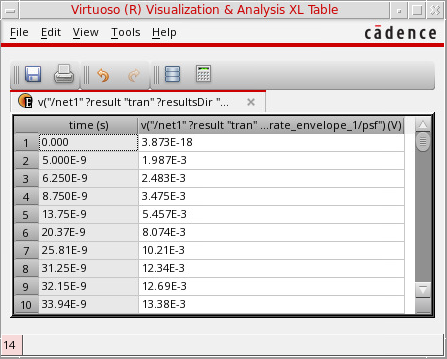 Virtuoso (R) Visualization & Analysis XL Table
File Edit View Tools Help cādence
v("/net1" ?result "tran" ?resultsDir "...
time (s) v("/net1" ?result "tran" ...rate_envelope_1/psf") (V)
1 0.000 3.873E-18
2 5.000E-9 1.987E-3
3 6.250E-9 2.483E-3
4 8.750E-9 3.475E-3
5 13.75E-9 5.457E-3
6 20.37E-9 8.074E-3
7 25.81E-9 10.21E-3
8 31.25E-9 12.34E-3
9 32.15E-9 12.69E-3
10 33.94E-9 13.38E-3
14